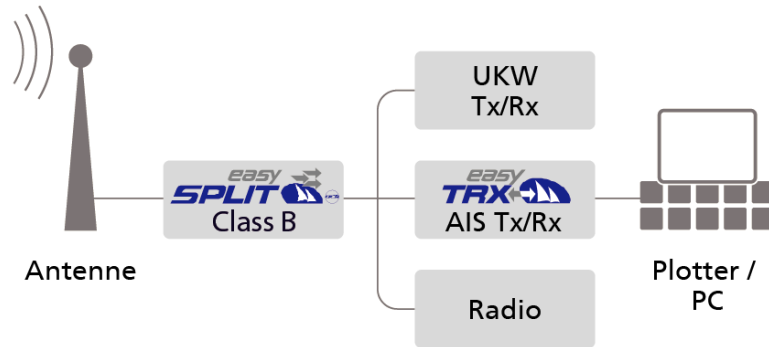 Antenne
easy
SPLIT
Class B
UKW
Tx/Rx
easy
TRX
AIS Tx/Rx
Radio
Plotter /
PC